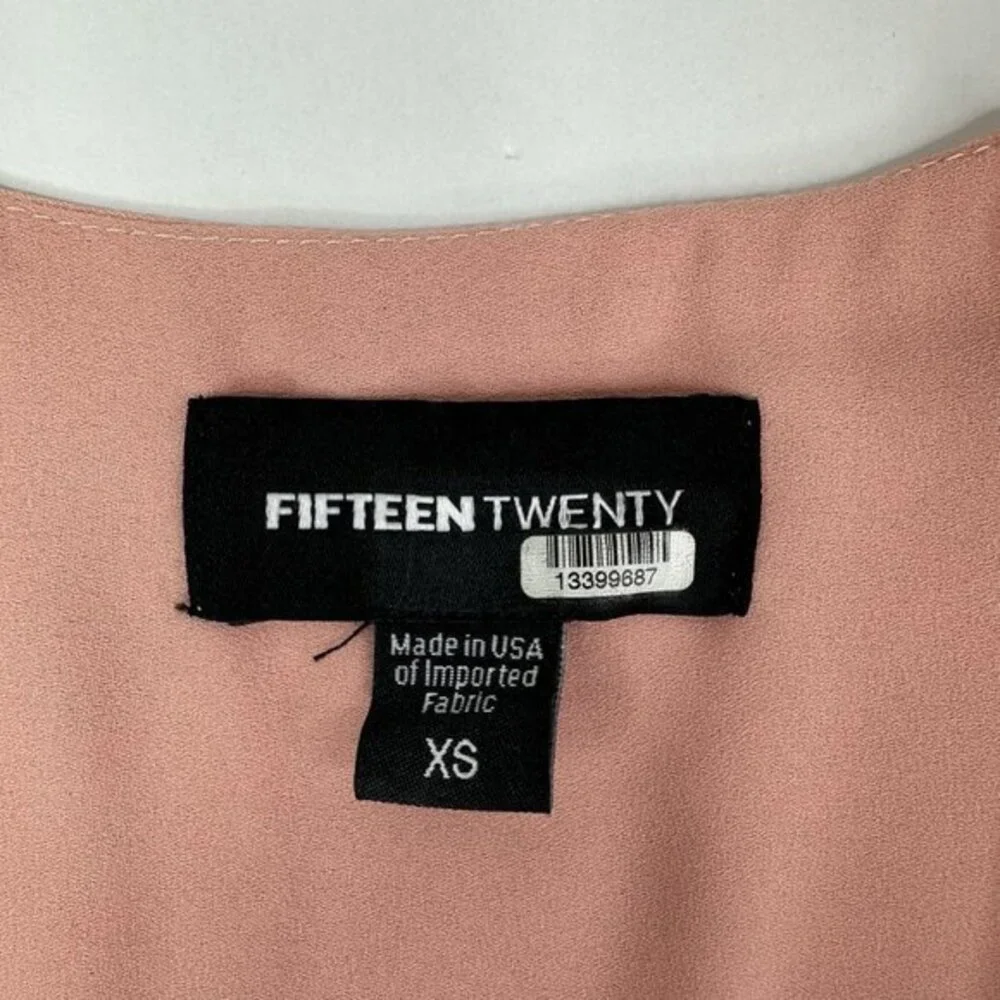 FIFTEEN TWENTY
13399687
Made in USA
of Imported
Fabric
XS